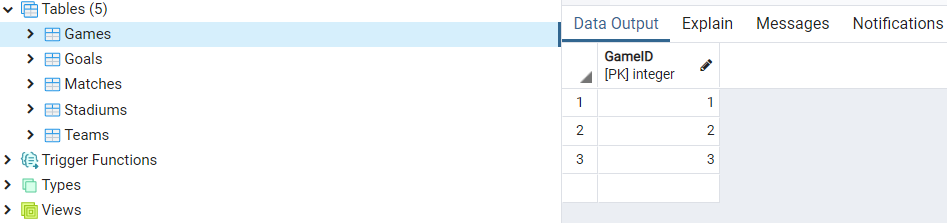 Tables (5)
Games
Goals
Matches
Stadiums
Teams
Trigger Functions
Types
Views
Data Output Explain Messages Notifications
GameID
[PK] integer
1 1
2 2
3 3